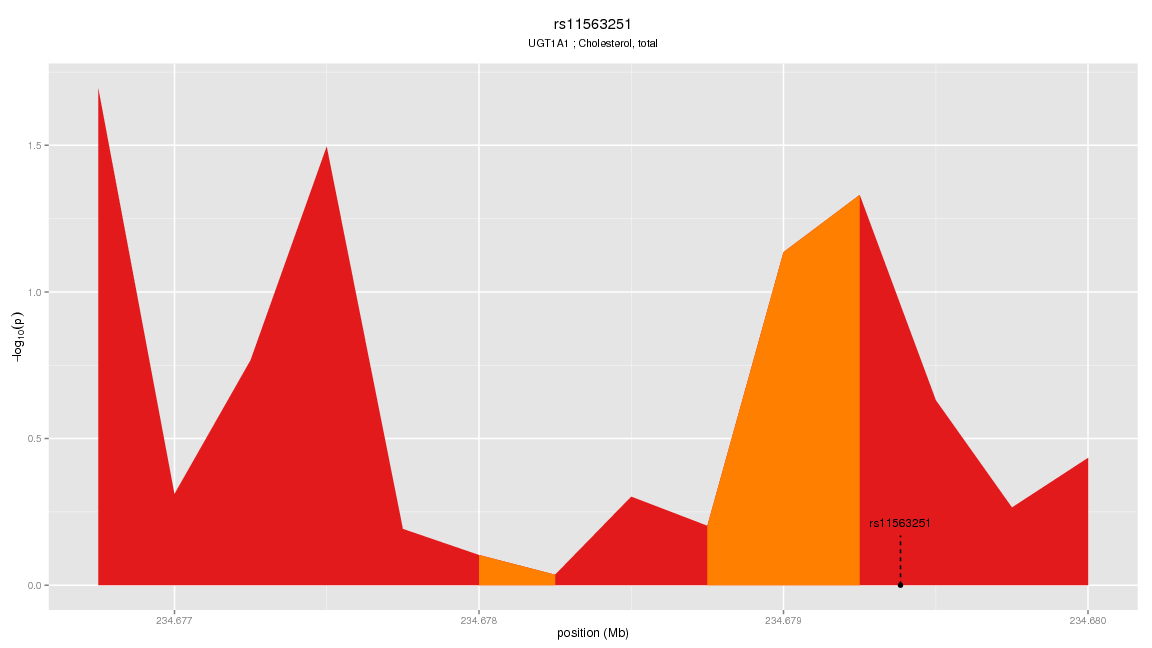 rs11563251
UGT1A1 ; Cholesterol, total
1.5
1.0
0.5
0.0
−log10(p)
rs11563251
234.677
234.678
234.679
234.680
position (Mb)